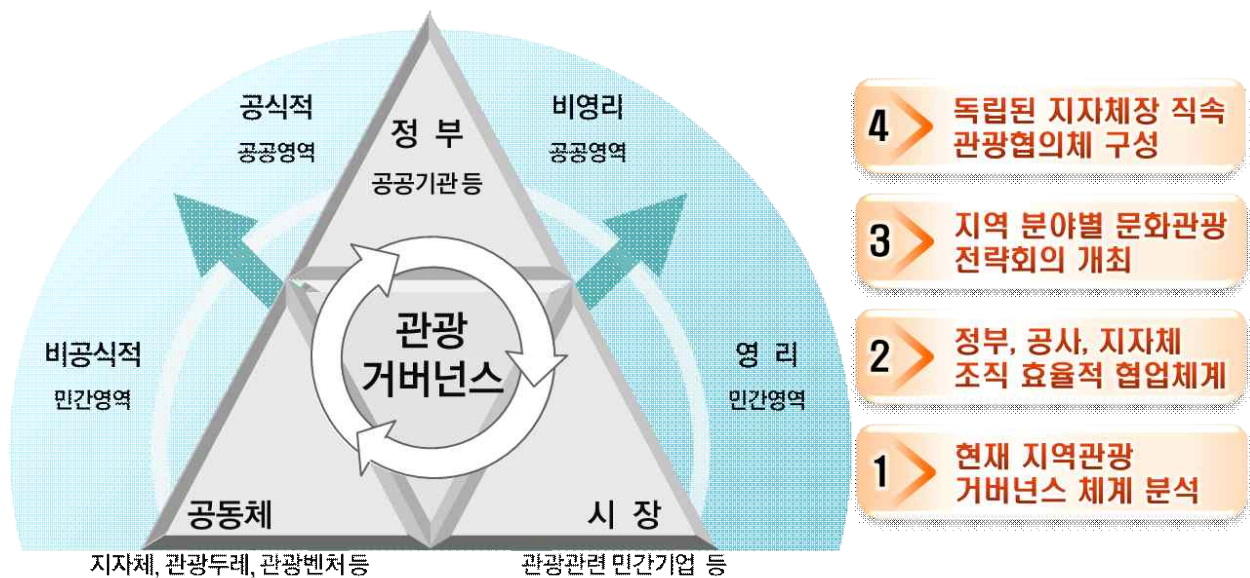 공식적
공공영역
비영리
공공영역
정 부
공공기관 등
비공식적
민간영역
관광
거버넌스
영 리
민간영역
공동체
시 장
지자체, 관광두레, 관광벤처 등
관광관련 민간기업 등
4
독립된 지자체장 직속
관광협의체 구성
3
지역 분야별 문화관광
전략회의 개최
2
정부, 공사, 지자체
조직 효율적 협업체계
1
현재 지역관광
거버넌스 체계 분석